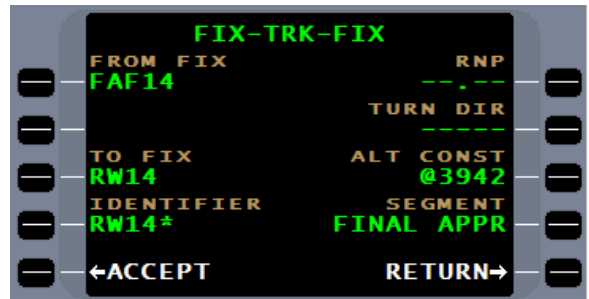 FIX-TRK-FIX
FROM FIX RNP
FAF14 --.--
TURN DIR
-----
TO FIX ALT CONST
RW14 @3942
IDENTIFIER SEGMENT
RW14* FINAL APPR
←ACCEPT RETURN→